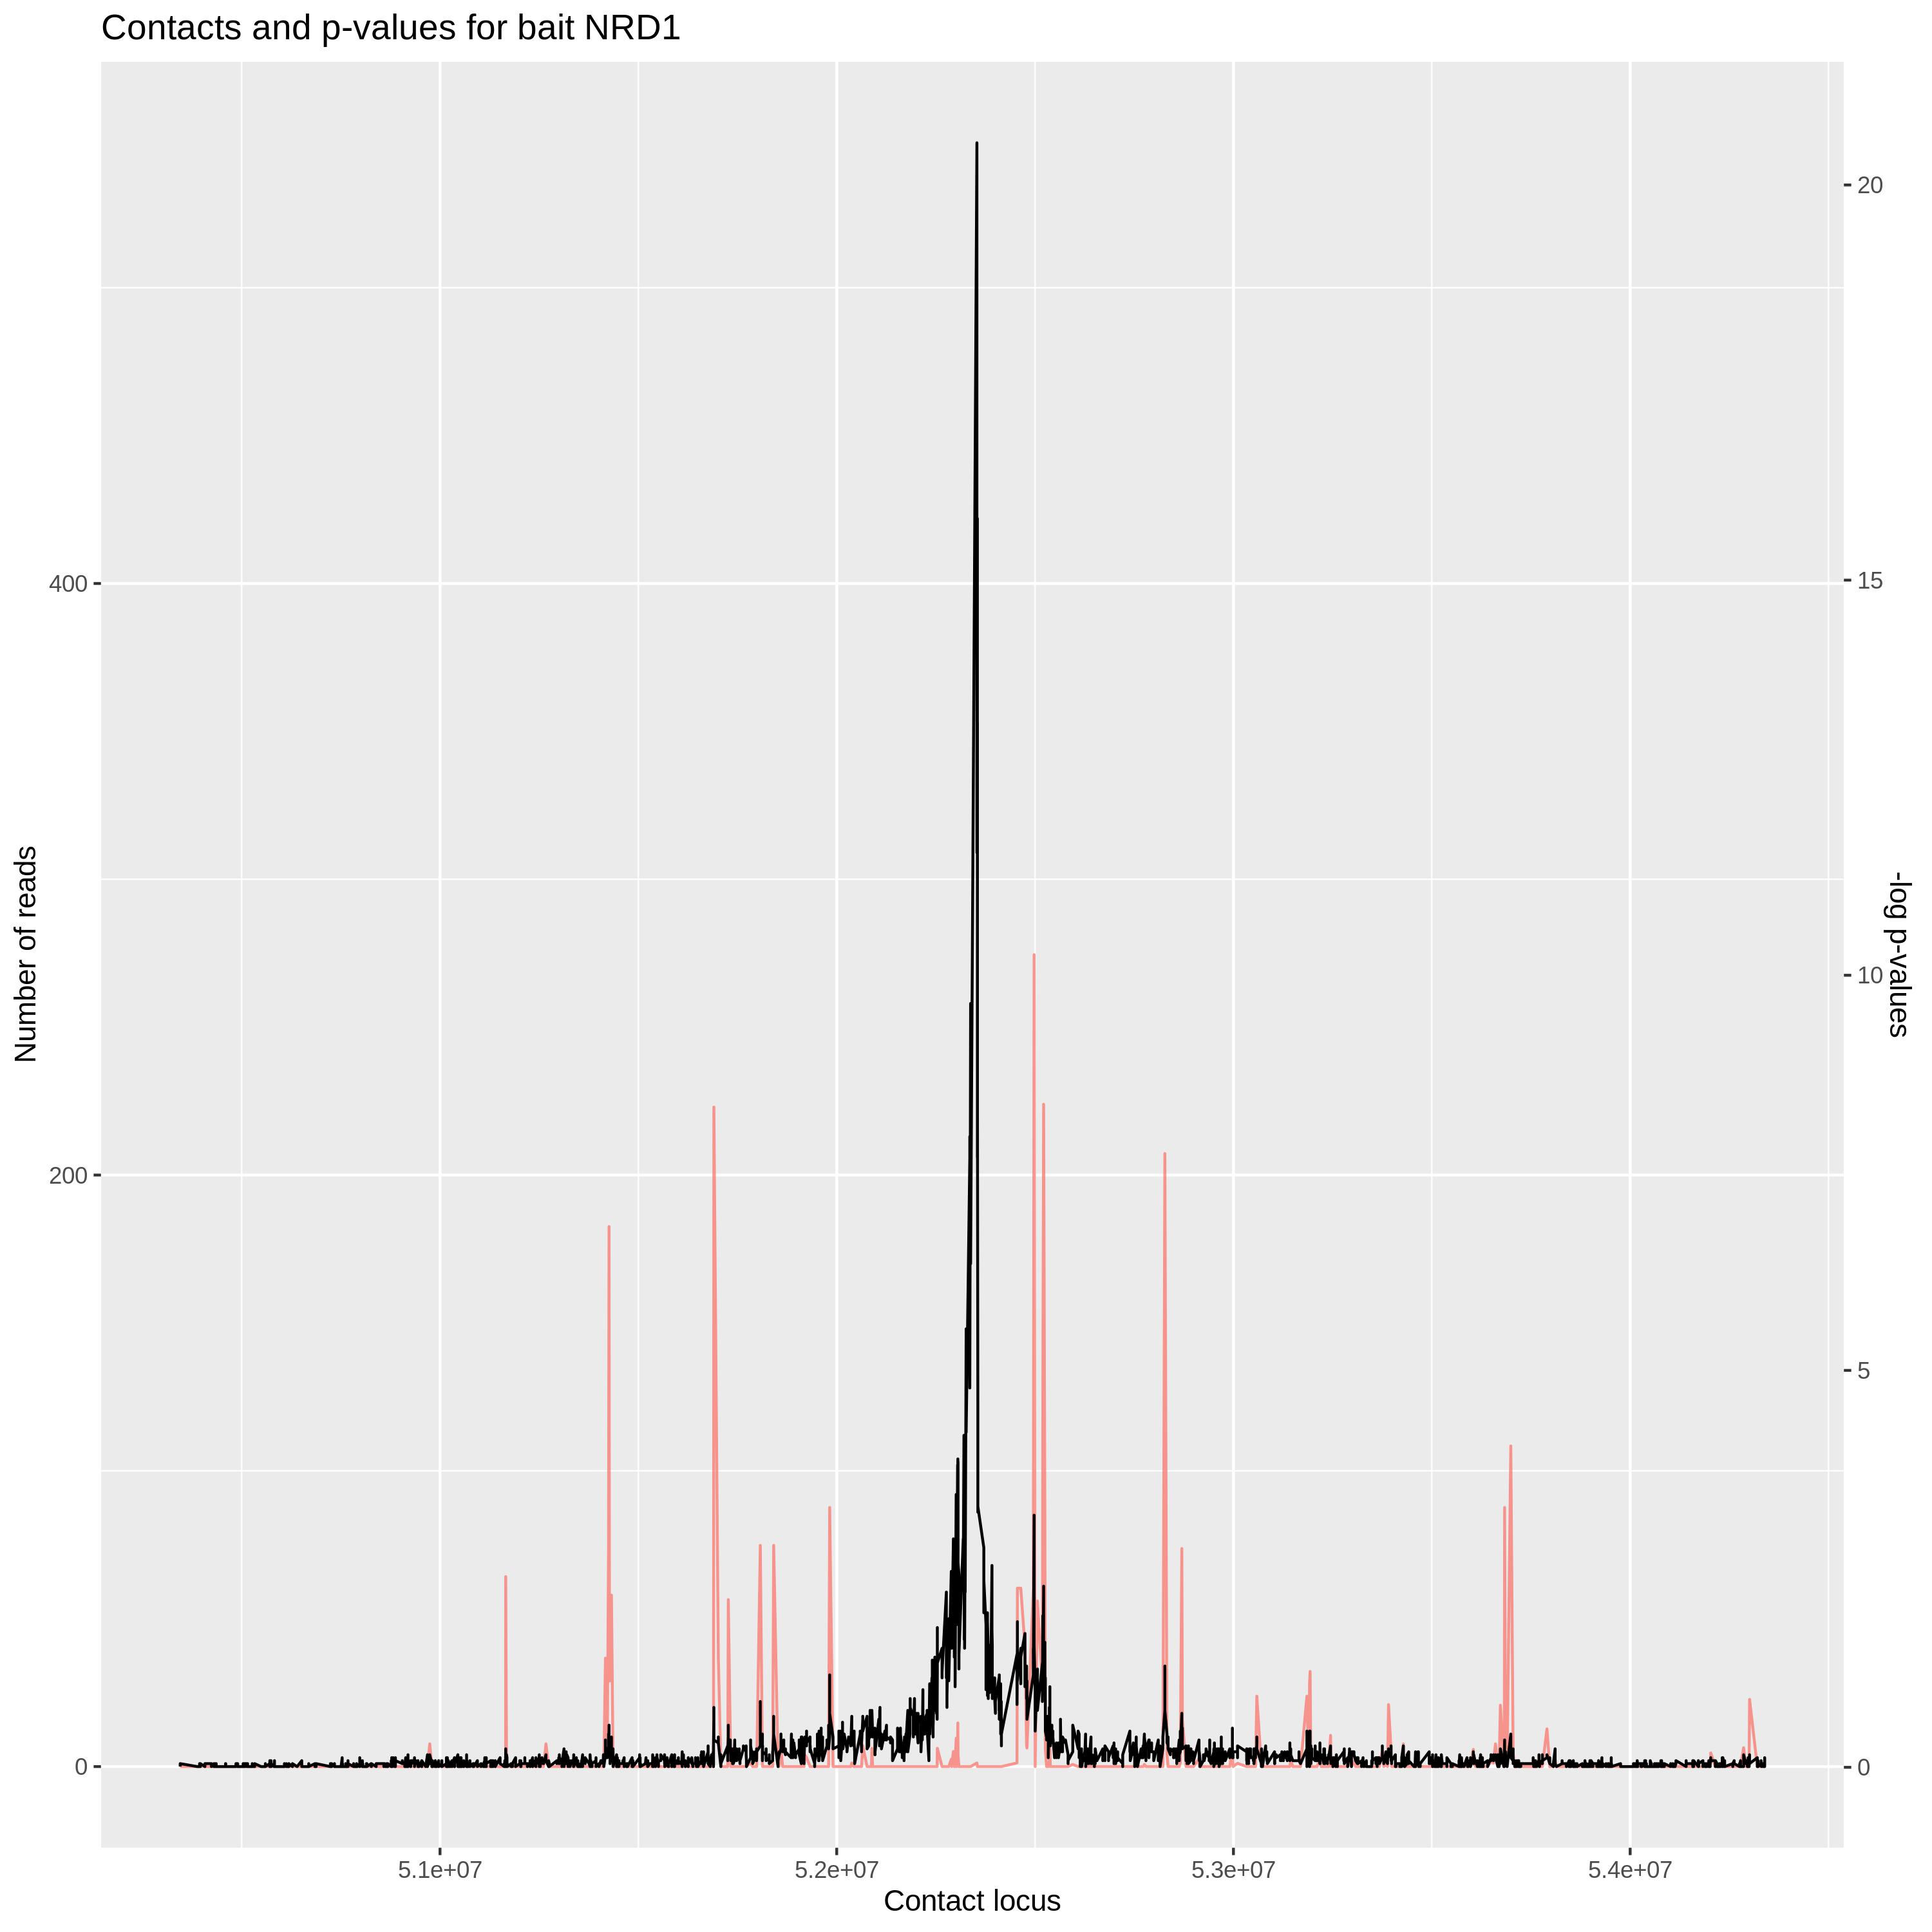 Contacts and p-values for bait NRD1
20
400
15
Number of reads
-log p-values
10
200
5
0
0
5.1e+07
5.2e+07
5.3e+07
5.4e+07
Contact locus